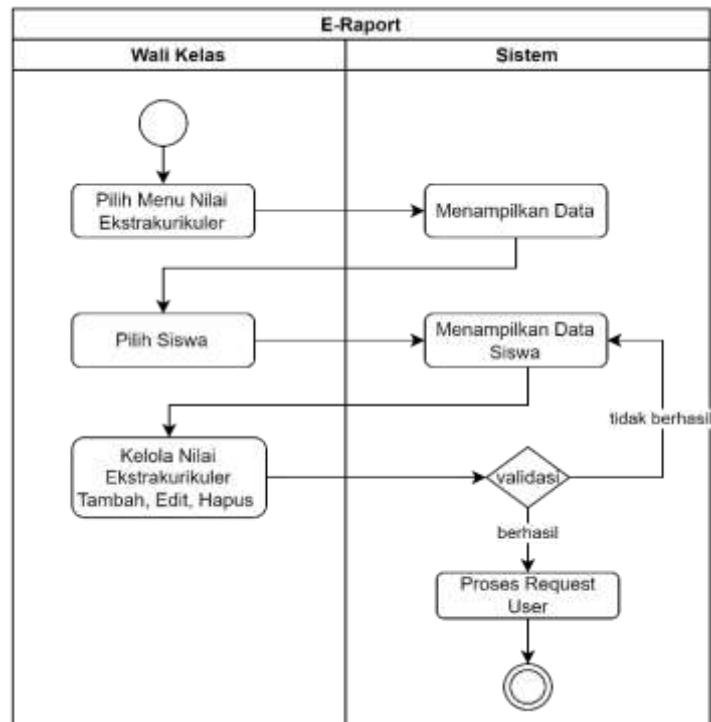 E-Raport
Wali Kelas
Sistem
Pilih Menu Nilai
Ekstrakurikuler
Menampilkan Data
Pilih Siswa
Menampilkan Data
Siswa
tidak berhasil
Kelola Nilai
Ekstrakurikuler
Tambah, Edit, Hapus
validasi
berhasil
Proses Request
User